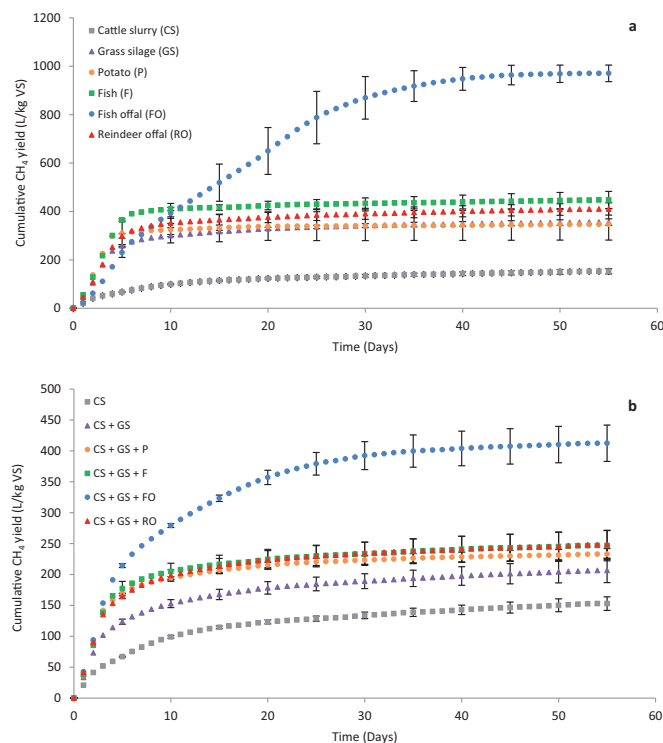 a
Cumulative CH₄ yield (L/kg VS)
1200
1000
800
600
400
200
0
Cattle slurry (CS)
Grass silage (GS)
Potato (P)
Fish (F)
Fish offal (FO)
Reindeer offal (RO)
0 10 20 30 40 50 60
Time (Days)
b
Cumulative CH₄ yield (L/kg VS)
500
450
400
350
300
250
200
150
100
50
0
CS
CS + GS
CS + GS + P
CS + GS + F
CS + GS + FO
CS + GS + RO
0 10 20 30 40 50 60
Time (Days)